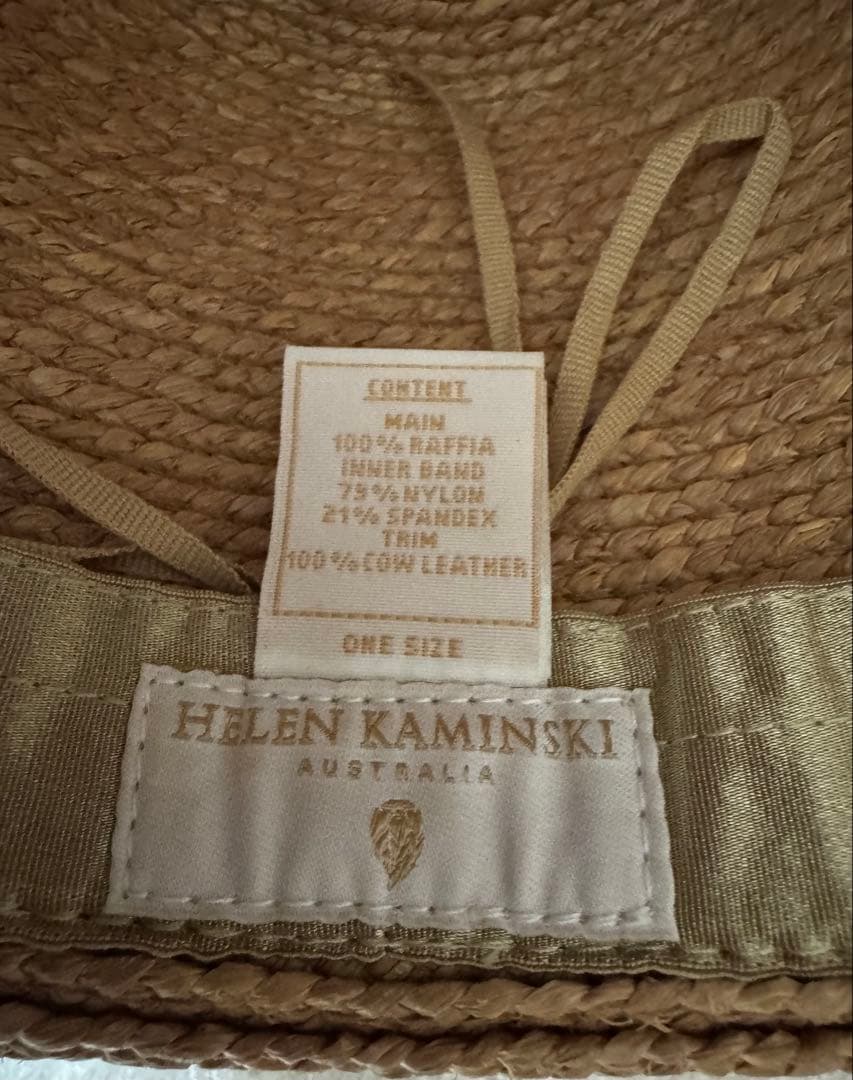 CONTENT
MAIN
100% RAFFIA
INNER BAND
79% NYLON
21% SPANDEX
TRIM
100% COW LEATHER
ONE SIZE
HELEN KAMINSKI
AUSTRALIA